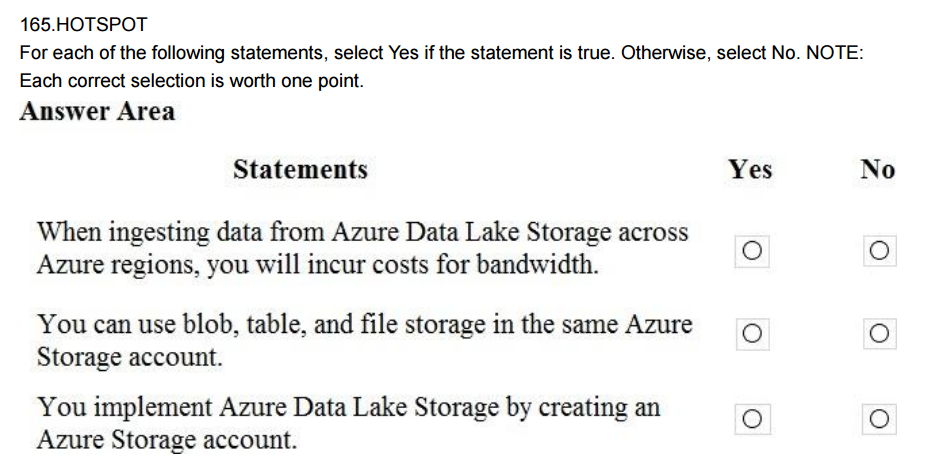 165.HOTSPOT
For each of the following statements, select Yes if the statement is true. Otherwise, select No. NOTE:
Each correct selection is worth one point.
Answer Area
Statements Yes No
When ingesting data from Azure Data Lake Storage across
Azure regions, you will incur costs for bandwidth.
You can use blob, table, and file storage in the same Azure
Storage account.
You implement Azure Data Lake Storage by creating an
Azure Storage account.